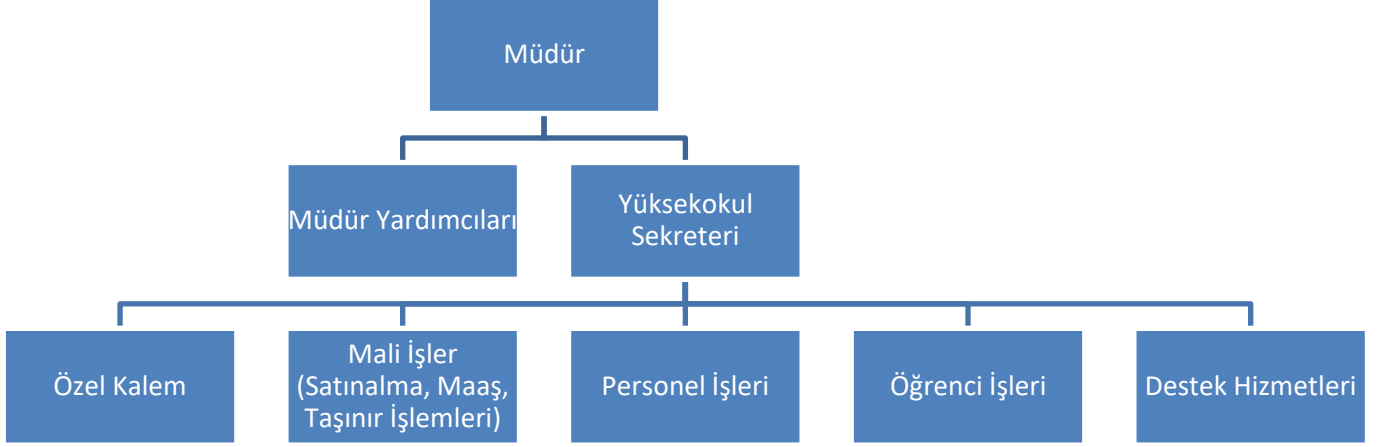 Müdür
Müdür Yardımcıları
Yüksekokul
Sekreteri
Özel Kalem
Mali İşler
(Satınalma, Maaş,
Taşınır İşlemleri)
Personel İşleri
Öğrenci İşleri
Destek Hizmetleri